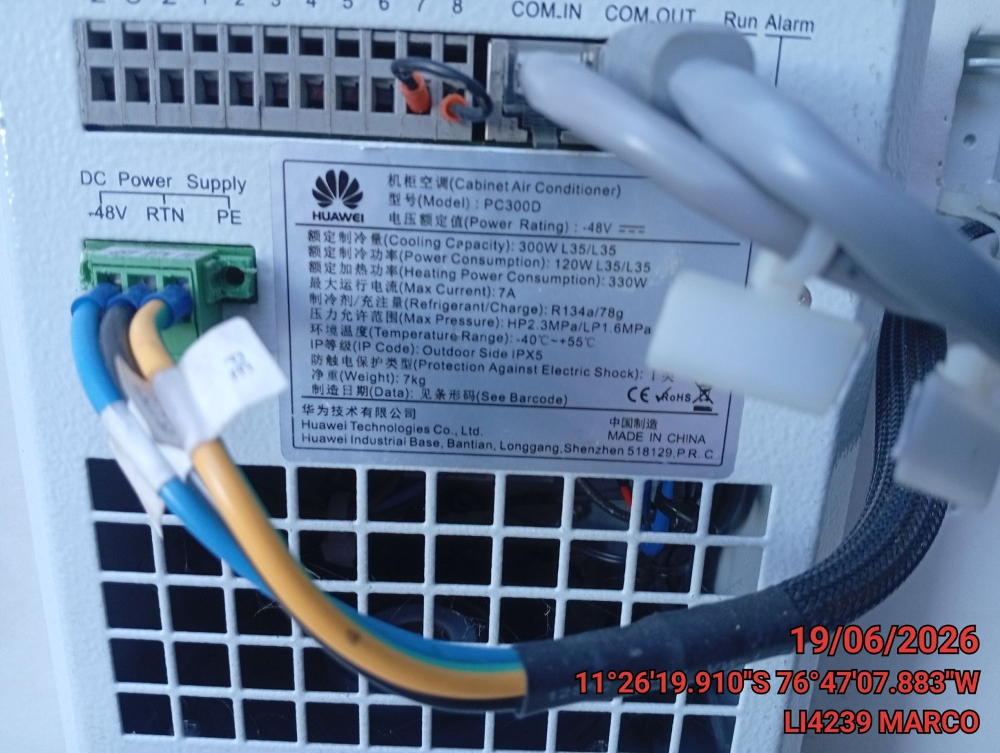 1 2 3 4 5 6 7 8
COM_IN COM_OUT Run Alarm
DC Power Supply
-48V RTN PE
HUAWEI
机柜空调(Cabinet Air Conditioner)
型号(Model) : PC300D
电压额定值(Power Rating) : -48V
额定制冷量(Cooling Capacity): 300W L35/L35
额定制冷功率(Power Consumption): 120W L35/L35
额定加热功率(Heating Power Consumption): 330W
最大运行电流(Max Current): 7A
制冷剂/充注量(Refrigerant/Charge): R134a/78g
压力允许范围(Max Pressure): HP2.3MPa/LP1.6MPa
环境温度(Temperature Range): -40℃~+55℃
IP等级(IP Code): Outdoor Side IPX5
防触电保护类型(Protection Against Electric Shock): I 类
净重(Weight): 7kg
制造日期(Data): 见条形码(See Barcode)
CE RoHS
华为技术有限公司
中国制造
Huawei Technologies Co., Ltd.
MADE IN CHINA
Huawei Industrial Base, Bantian, Longgang,Shenzhen 518129,P.R. C
PE
19/06/2026
11°26'19.910"S 76°47'07.883"W
LI4239 MARCO